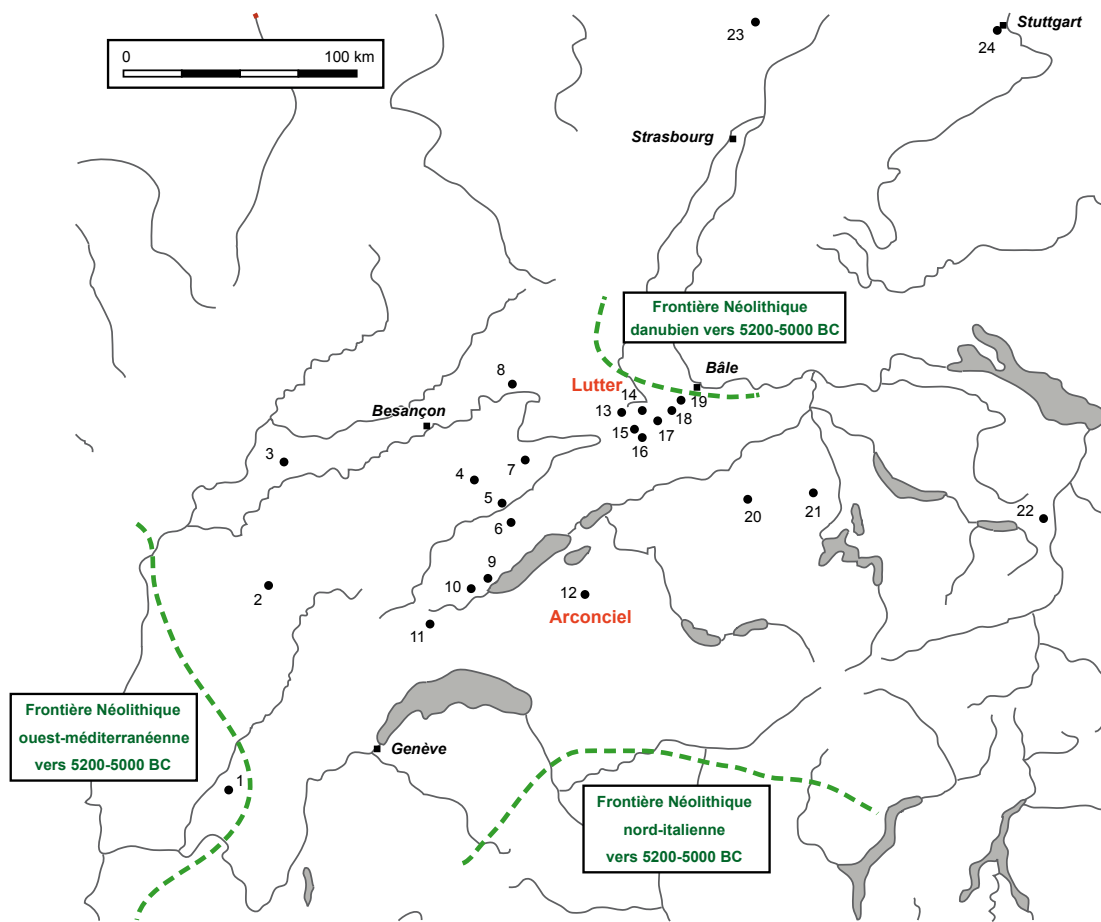 0
100 km
23
Stuttgart
24
Strasbourg
Frontière Néolithique
danubien vers 5200-5000 BC
Bâle
8
Lutter
14
19
13
18
Besançon
17
15
16
3
7
4
5
20
21
22
6
9
10
12
2
Arconciel
11
Frontière Néolithique
ouest-méditerranéenne
vers 5200-5000 BC
Genève
1
Frontière Néolithique
nord-italienne
vers 5200-5000 BC